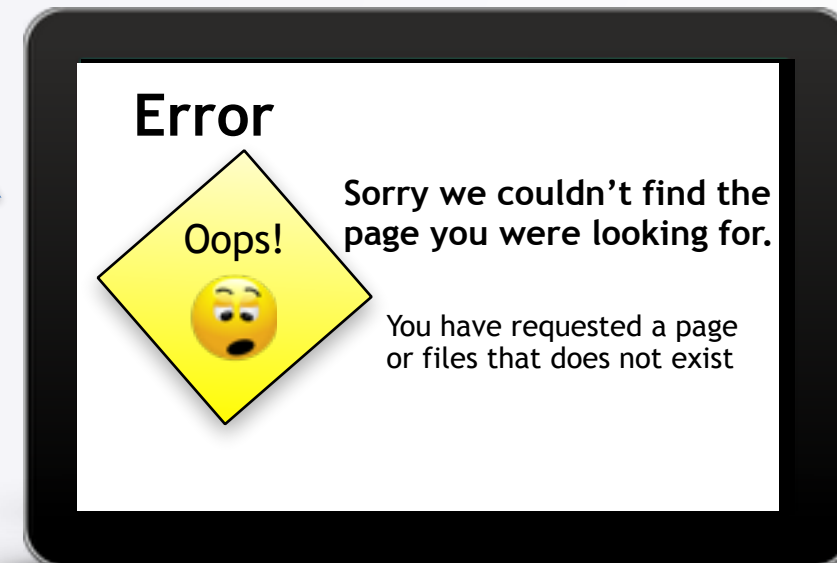 Error
Oops!
Sorry we couldn’t find the
page you were looking for.
You have requested a page
or files that does not exist